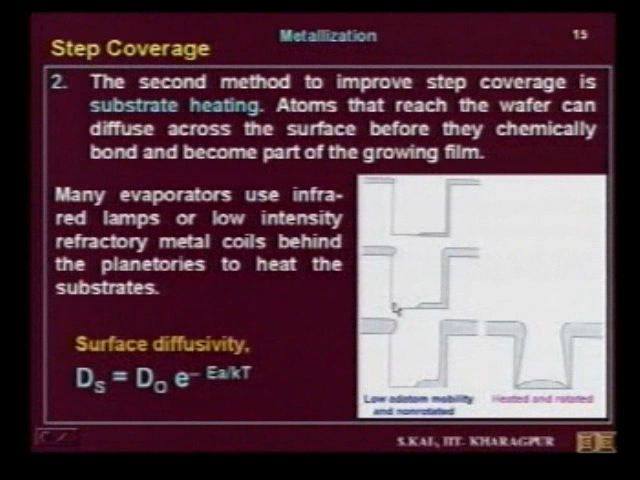 Metallization
15
Step Coverage
2. The second method to improve step coverage is
substrate heating. Atoms that reach the wafer can
diffuse across the surface before they chemically
bond and become part of the growing film.
Many evaporators use infra-
red lamps or low intensity
refractory metal coils behind
the planetories to heat the
substrates.
Surface diffusivity,
D_S = D_O e^– Ea/kT
Low adatom mobility
and nonrotated
Heated and rotated
S.KAL, IIT- KHARAGPUR